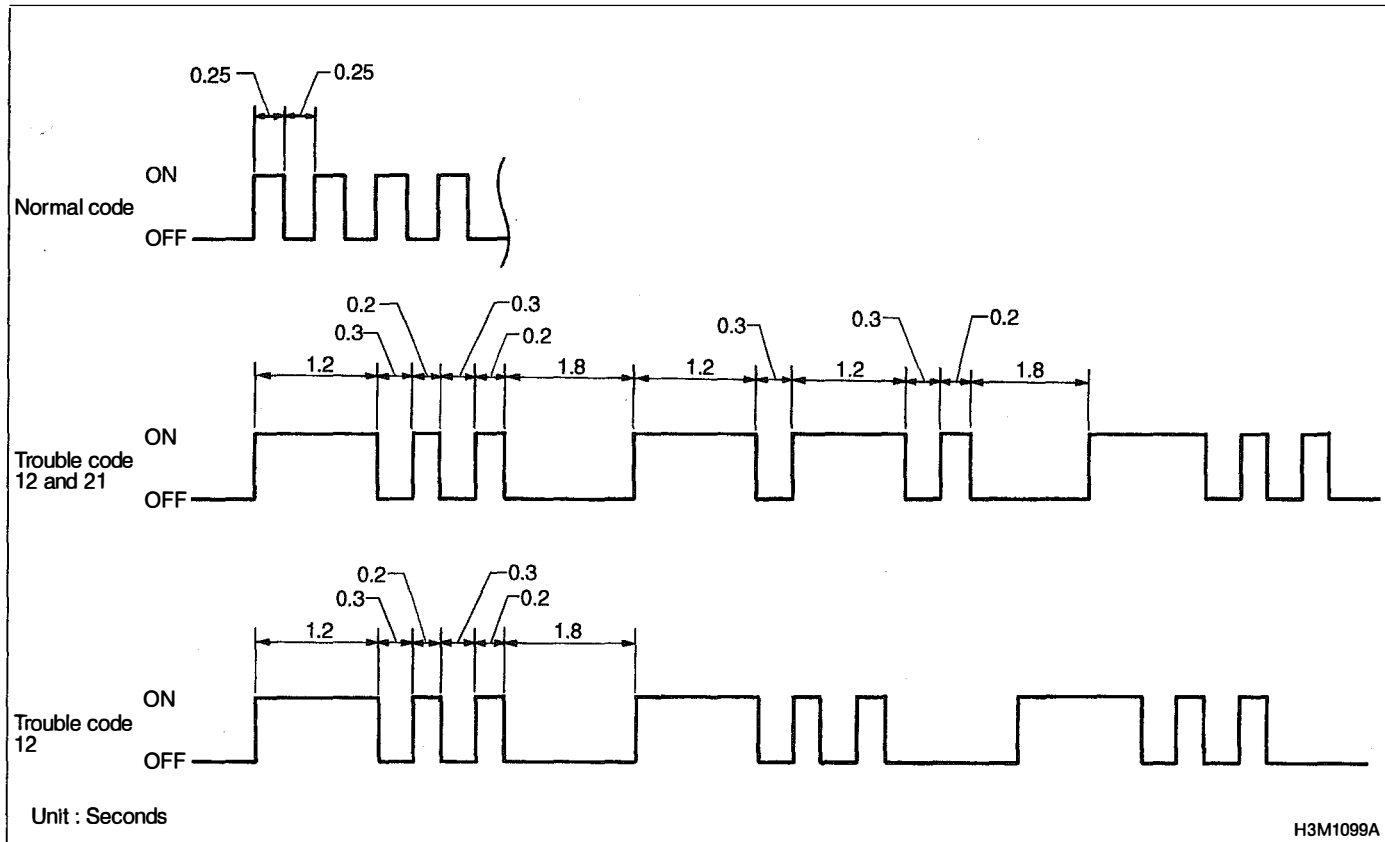 0.25 0.25
ON
Normal code
OFF
0.2 0.3
0.3 0.2 0.3 0.3 0.2
1.2 1.8 1.2 1.2 1.8
ON
Trouble code
12 and 21
OFF
0.2 0.3
0.3 0.2
1.2 1.8
ON
Trouble code
12
OFF
Unit : Seconds
H3M1099A